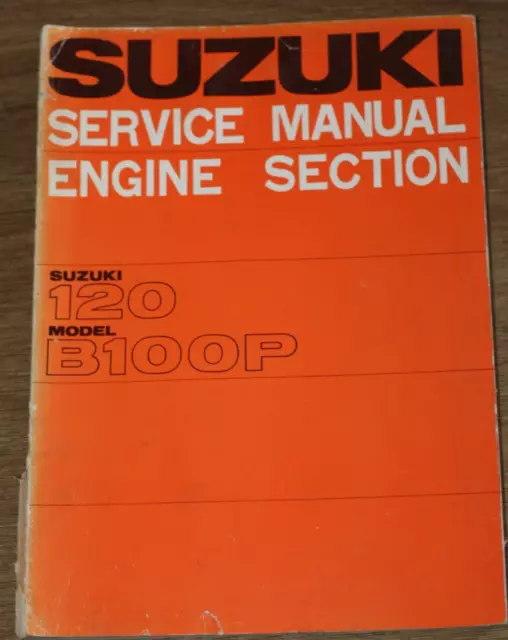 SUZUKI
SERVICE MANUAL
ENGINE SECTION
SUZUKI
120
MODEL
B100P